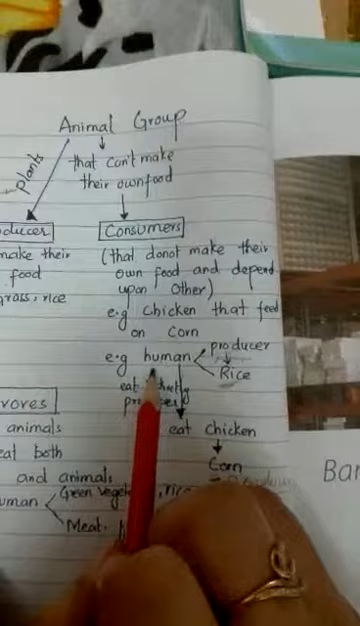 Animal Group
plants
that can't make
their own food
oducer
Consumers
make their
food
grass, rice
(that donot make their
own food and depend
upon Other)
e.g Chicken that feed
on Corn
e.g human
producer
Rice
eat
eat chicken
Corn
vores
animals
eat both
and animals
uman
Green
Meat.
Bar